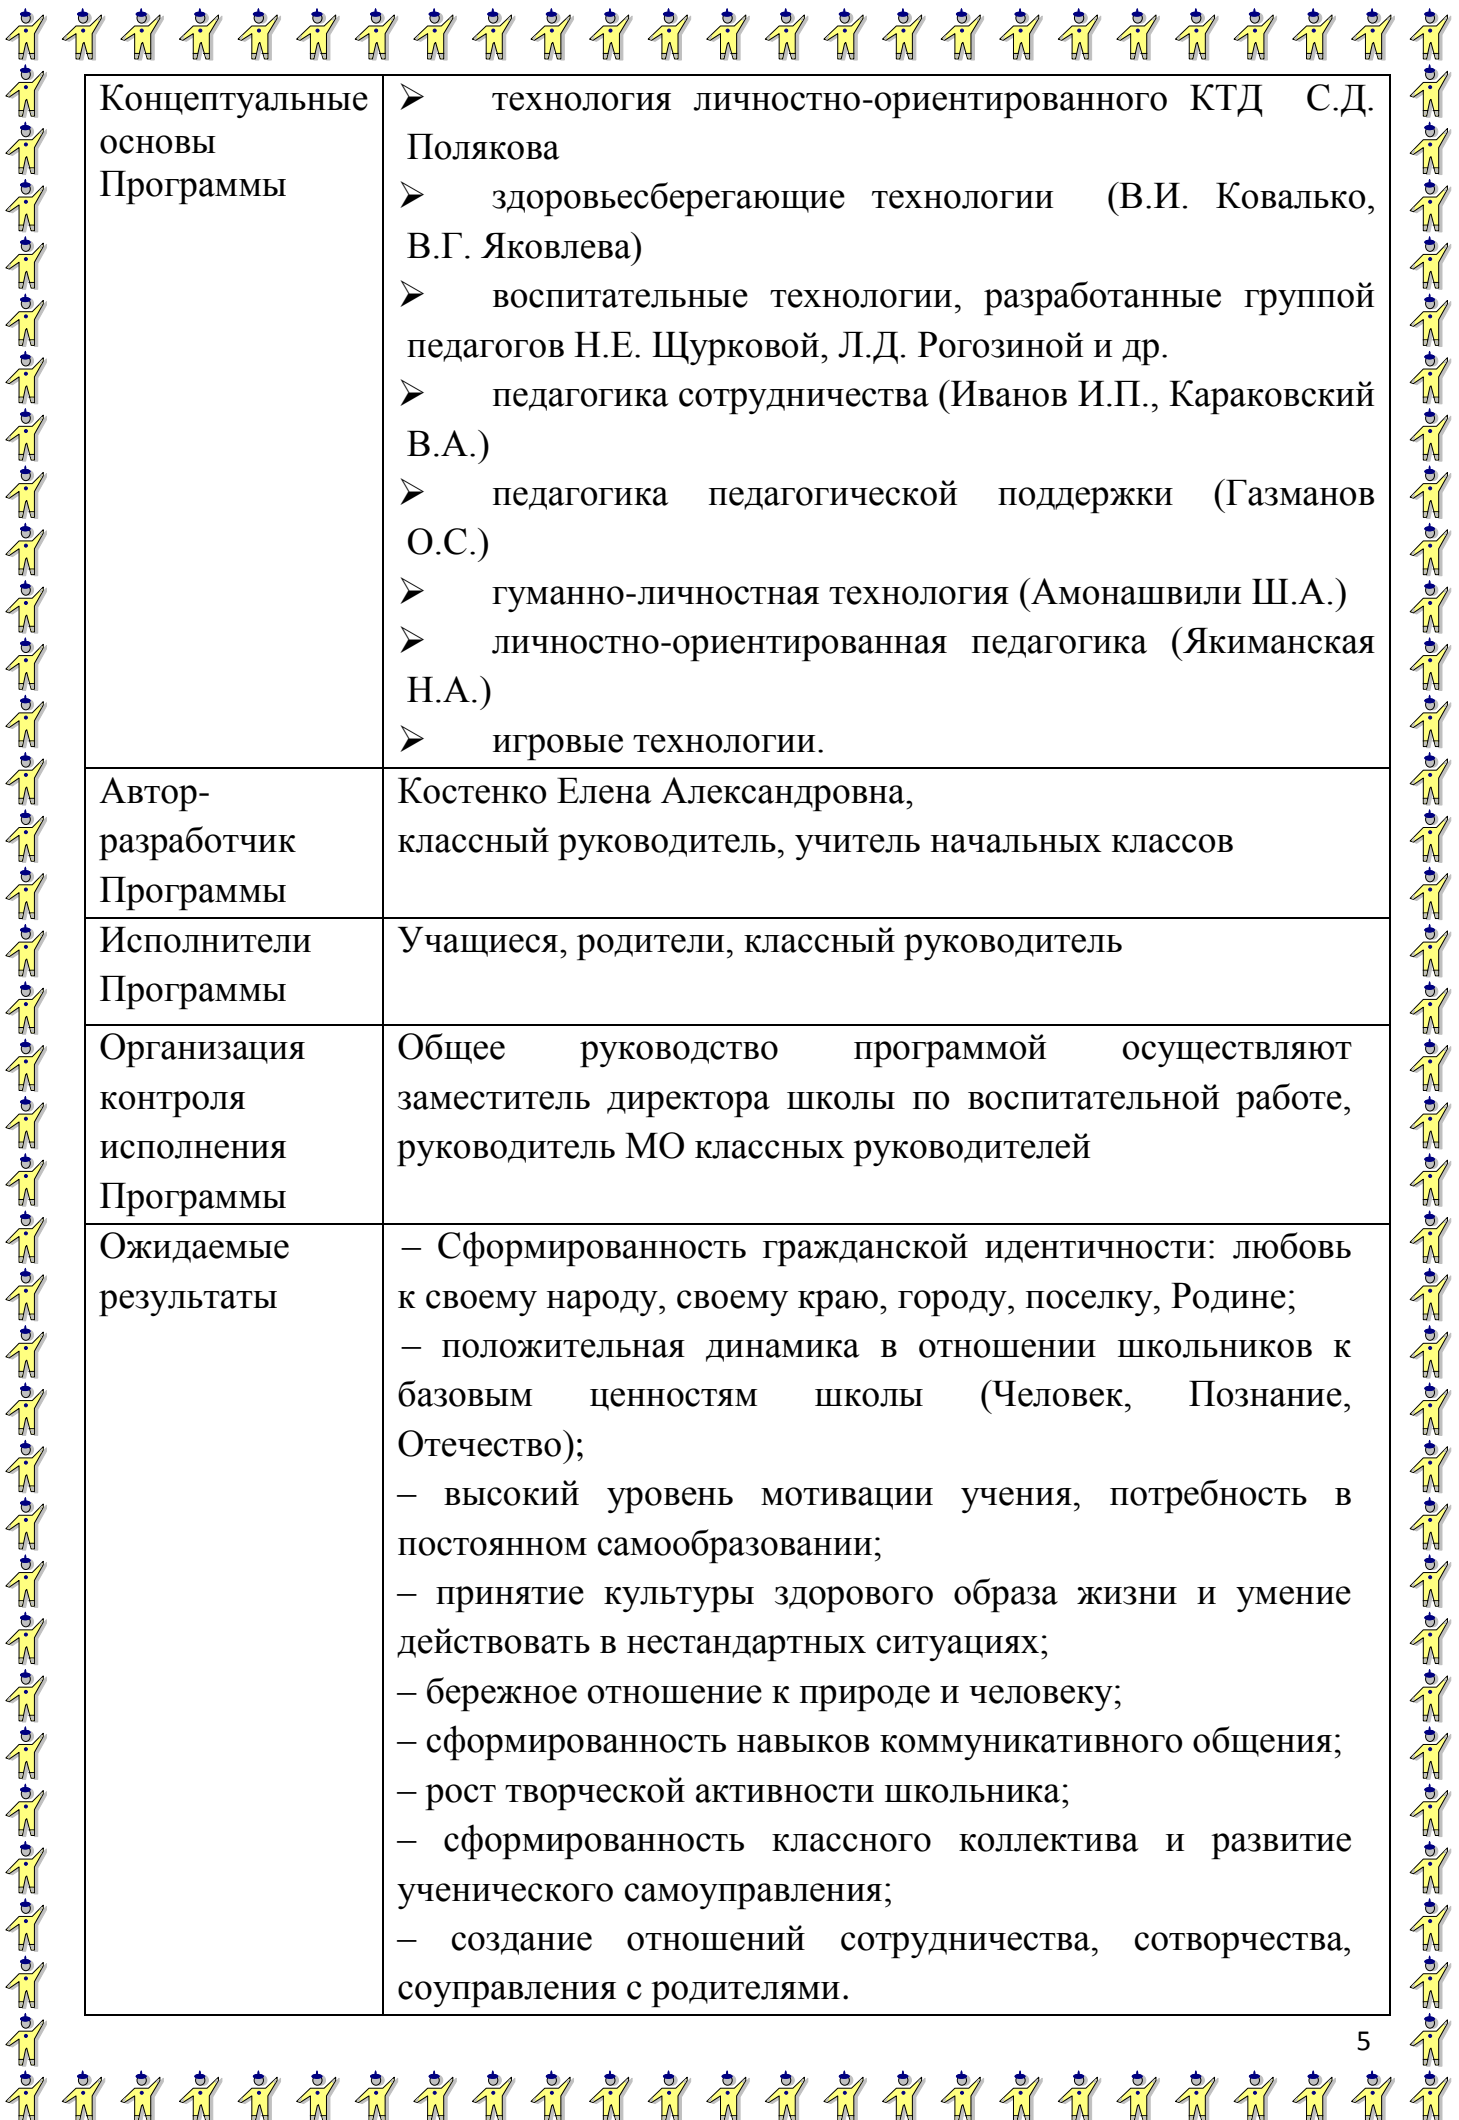 Концептуальные
основы
Программы
➢ технология личностно-ориентированного КТД С.Д.
Полякова
➢ здоровьесберегающие технологии (В.И. Ковалько,
В.Г. Яковлева)
➢ воспитательные технологии, разработанные группой
педагогов Н.Е. Щурковой, Л.Д. Рогозиной и др.
➢ педагогика сотрудничества (Иванов И.П., Караковский
В.А.)
➢ педагогика педагогической поддержки (Газманов
О.С.)
➢ гуманно-личностная технология (Амонашвили Ш.А.)
➢ личностно-ориентированная педагогика (Якиманская
Н.А.)
➢ игровые технологии.
Автор-
разработчик
Программы
Костенко Елена Александровна,
классный руководитель, учитель начальных классов
Исполнители
Программы
Учащиеся, родители, классный руководитель
Организация
контроля
исполнения
Программы
Общее руководство программой осуществляют
заместитель директора школы по воспитательной работе,
руководитель МО классных руководителей
Ожидаемые
результаты
– Сформированность гражданской идентичности: любовь
к своему народу, своему краю, городу, поселку, Родине;
– положительная динамика в отношении школьников к
базовым ценностям школы (Человек, Познание,
Отечество);
– высокий уровень мотивации учения, потребность в
постоянном самообразовании;
– принятие культуры здорового образа жизни и умение
действовать в нестандартных ситуациях;
– бережное отношение к природе и человеку;
– сформированность навыков коммуникативного общения;
– рост творческой активности школьника;
– сформированность классного коллектива и развитие
ученического самоуправления;
– создание отношений сотрудничества, сотворчества,
соуправления с родителями.
5